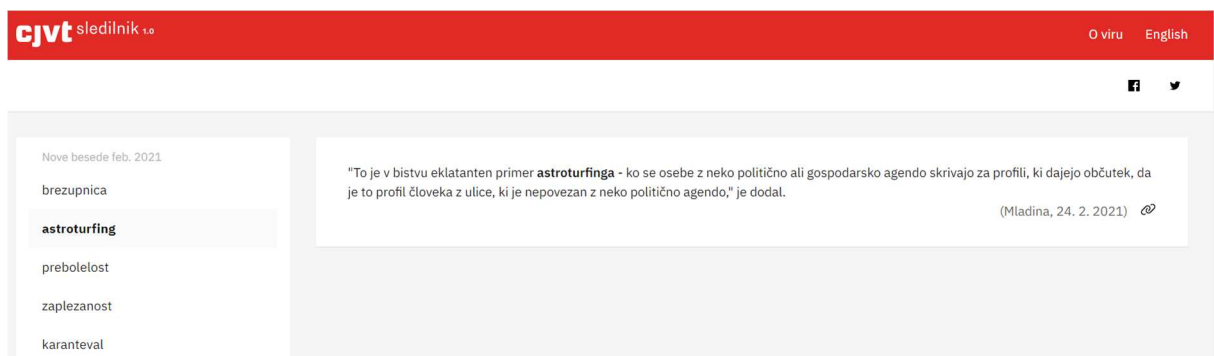 cjvt sledilnik 1.0
O viru English
Nove besede feb. 2021
brezupnica
astroturfing
prebolelost
zaplezanost
karanteval
"To je v bistvu eklatanten primer astroturfinga - ko se osebe z neko politično ali gospodarsko agendo skrivajo za profili, ki dajejo občutek, da
je to profil človeka z ulice, ki je nepovezan z neko politično agendo," je dodal.
(Mladina, 24. 2. 2021)